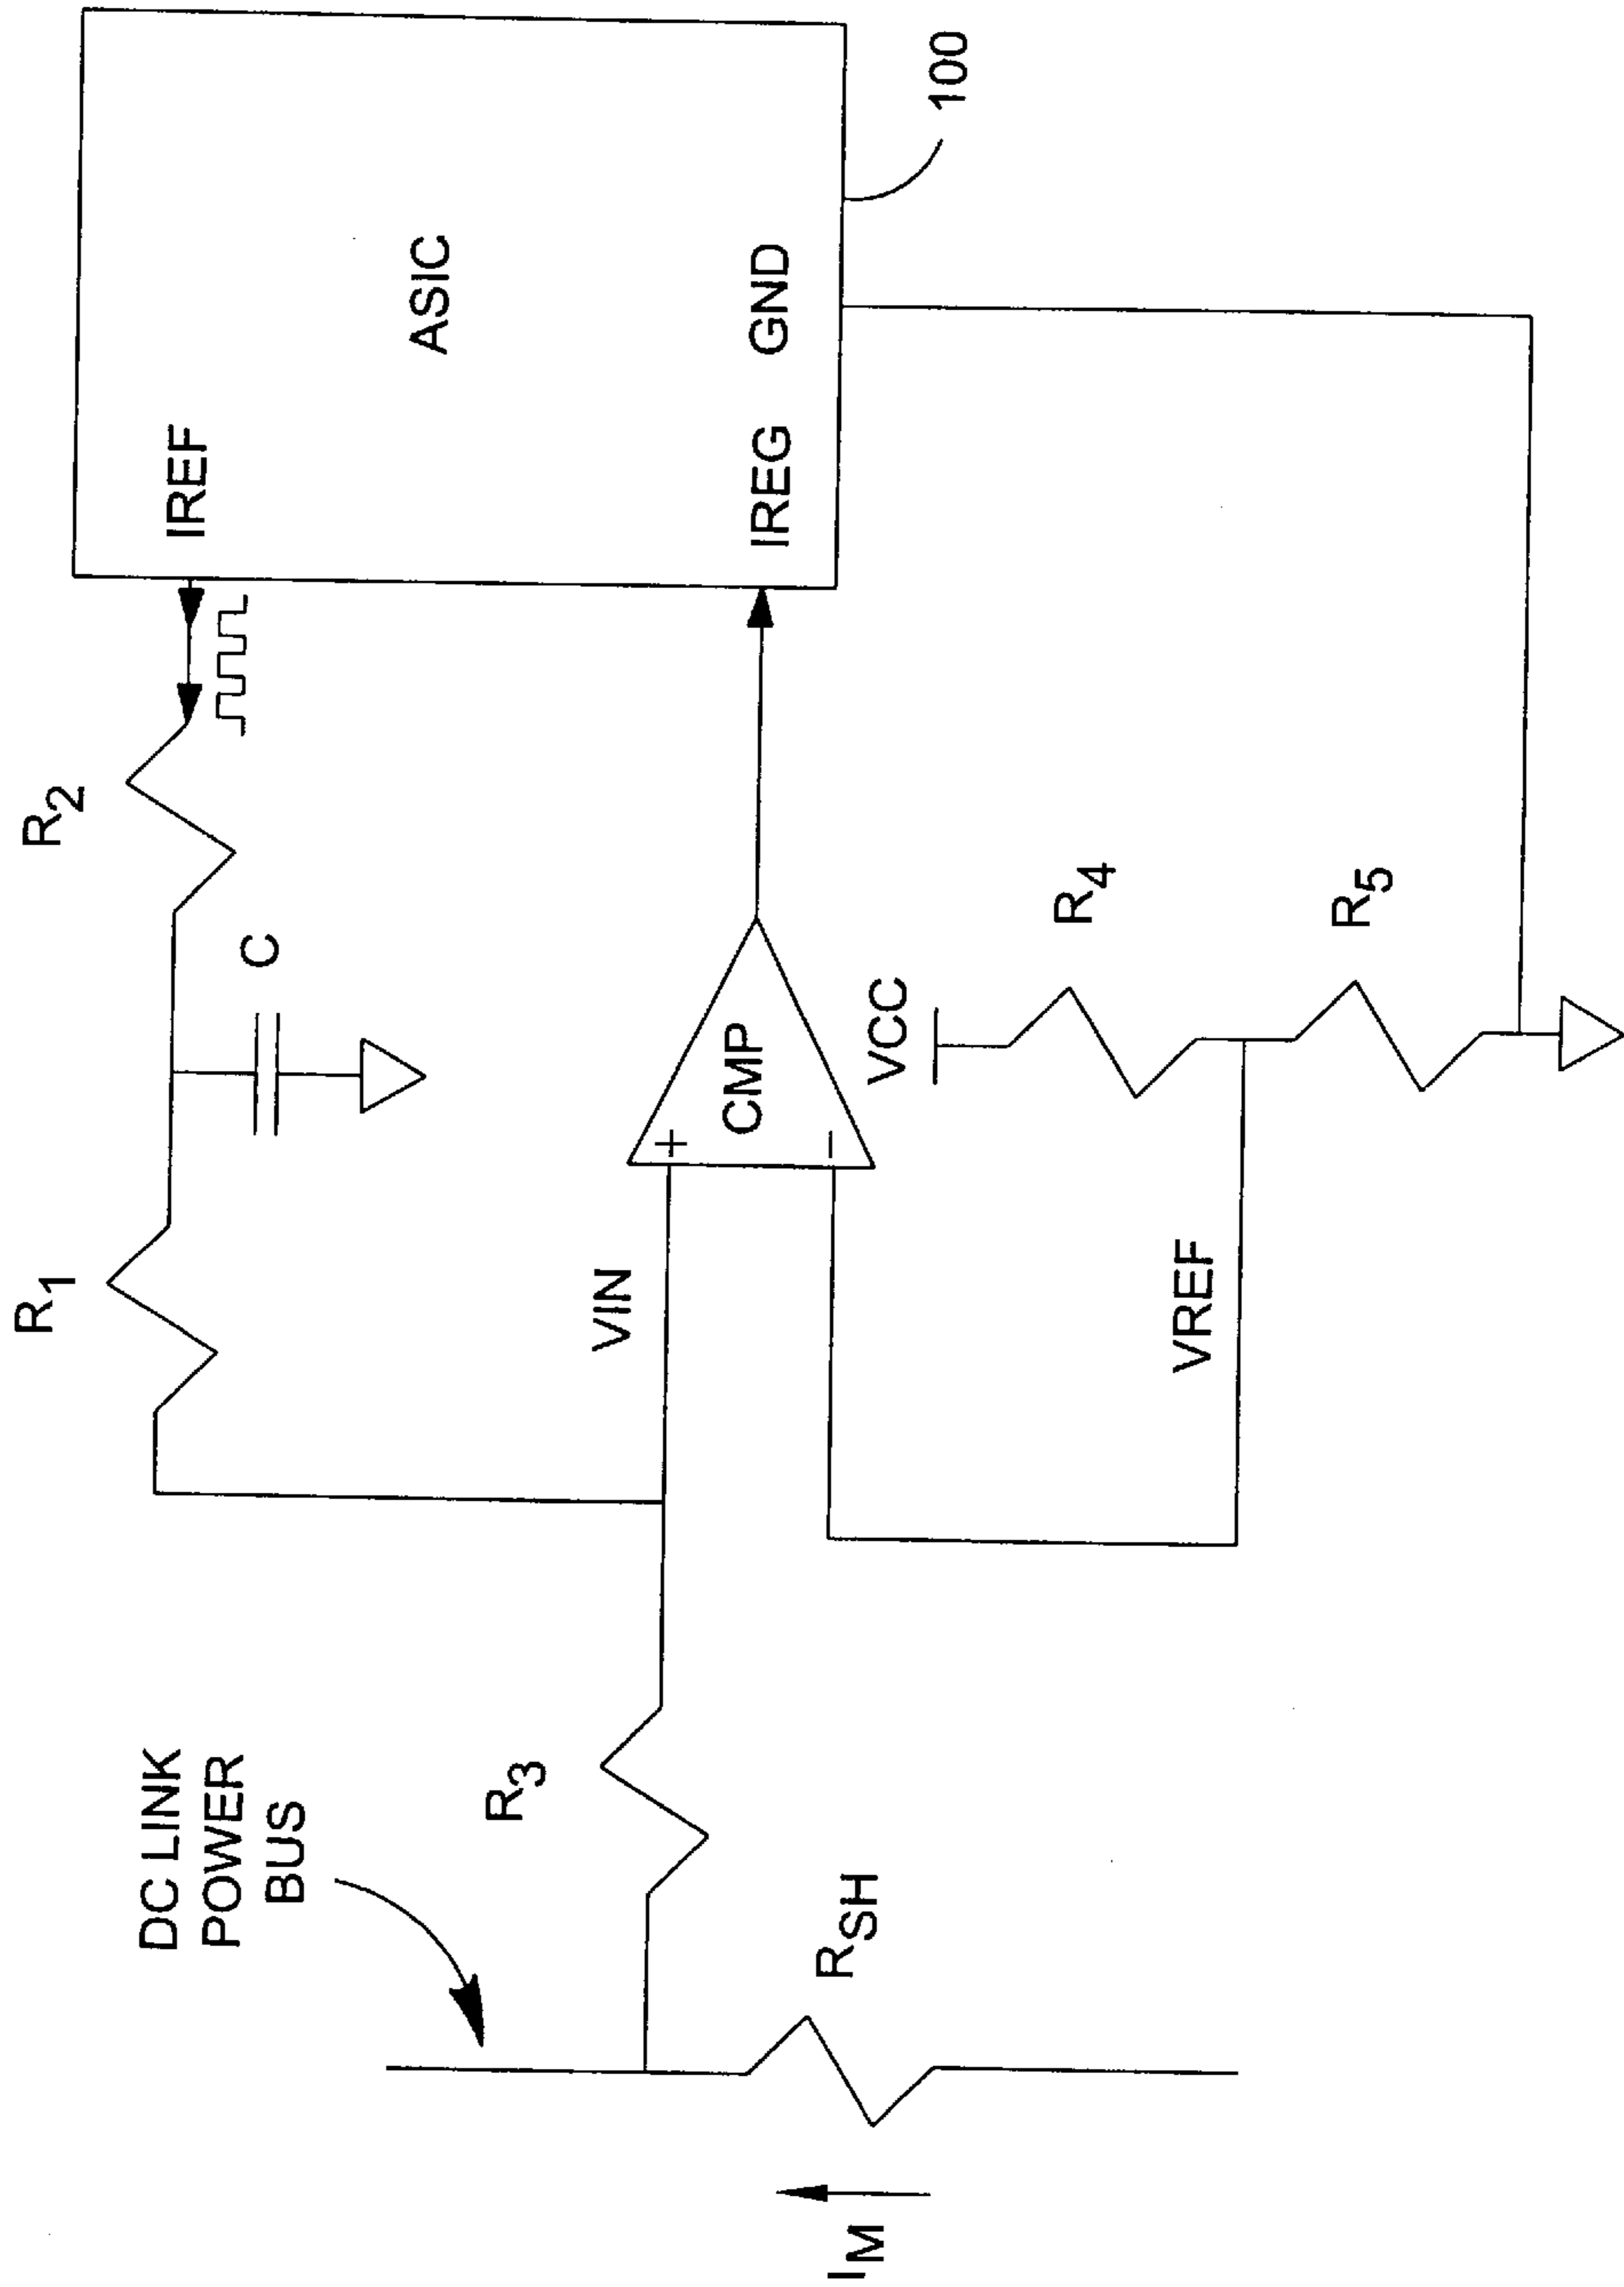 DC LINK
POWER
BUS
R1
R2
C
IREF
ASIC
IREG GND
100
R3
VIN
+
CMP
−
VCC
R4
VREF
R5
RSH
IM